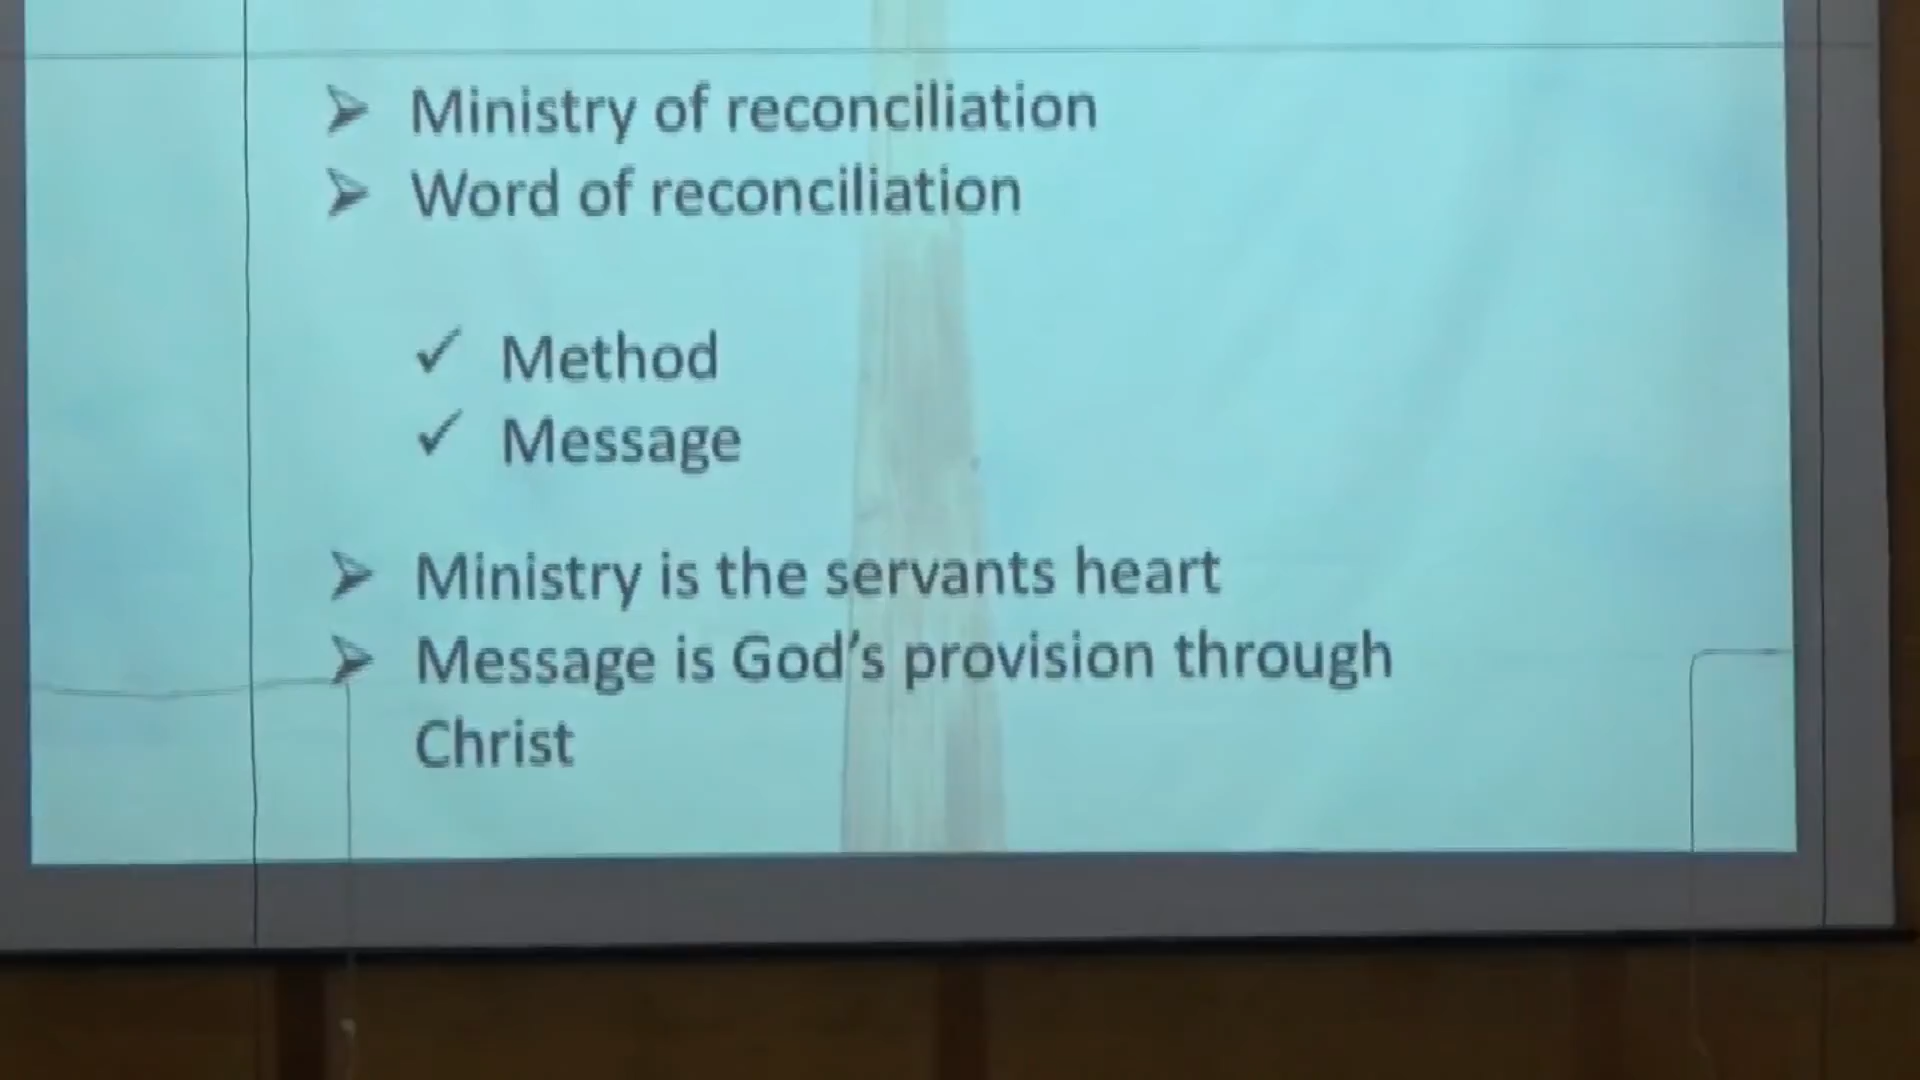 ➢ Ministry of reconciliation
➢ Word of reconciliation
✓ Method
✓ Message
➢ Ministry is the servants heart
➢ Message is God's provision through
Christ